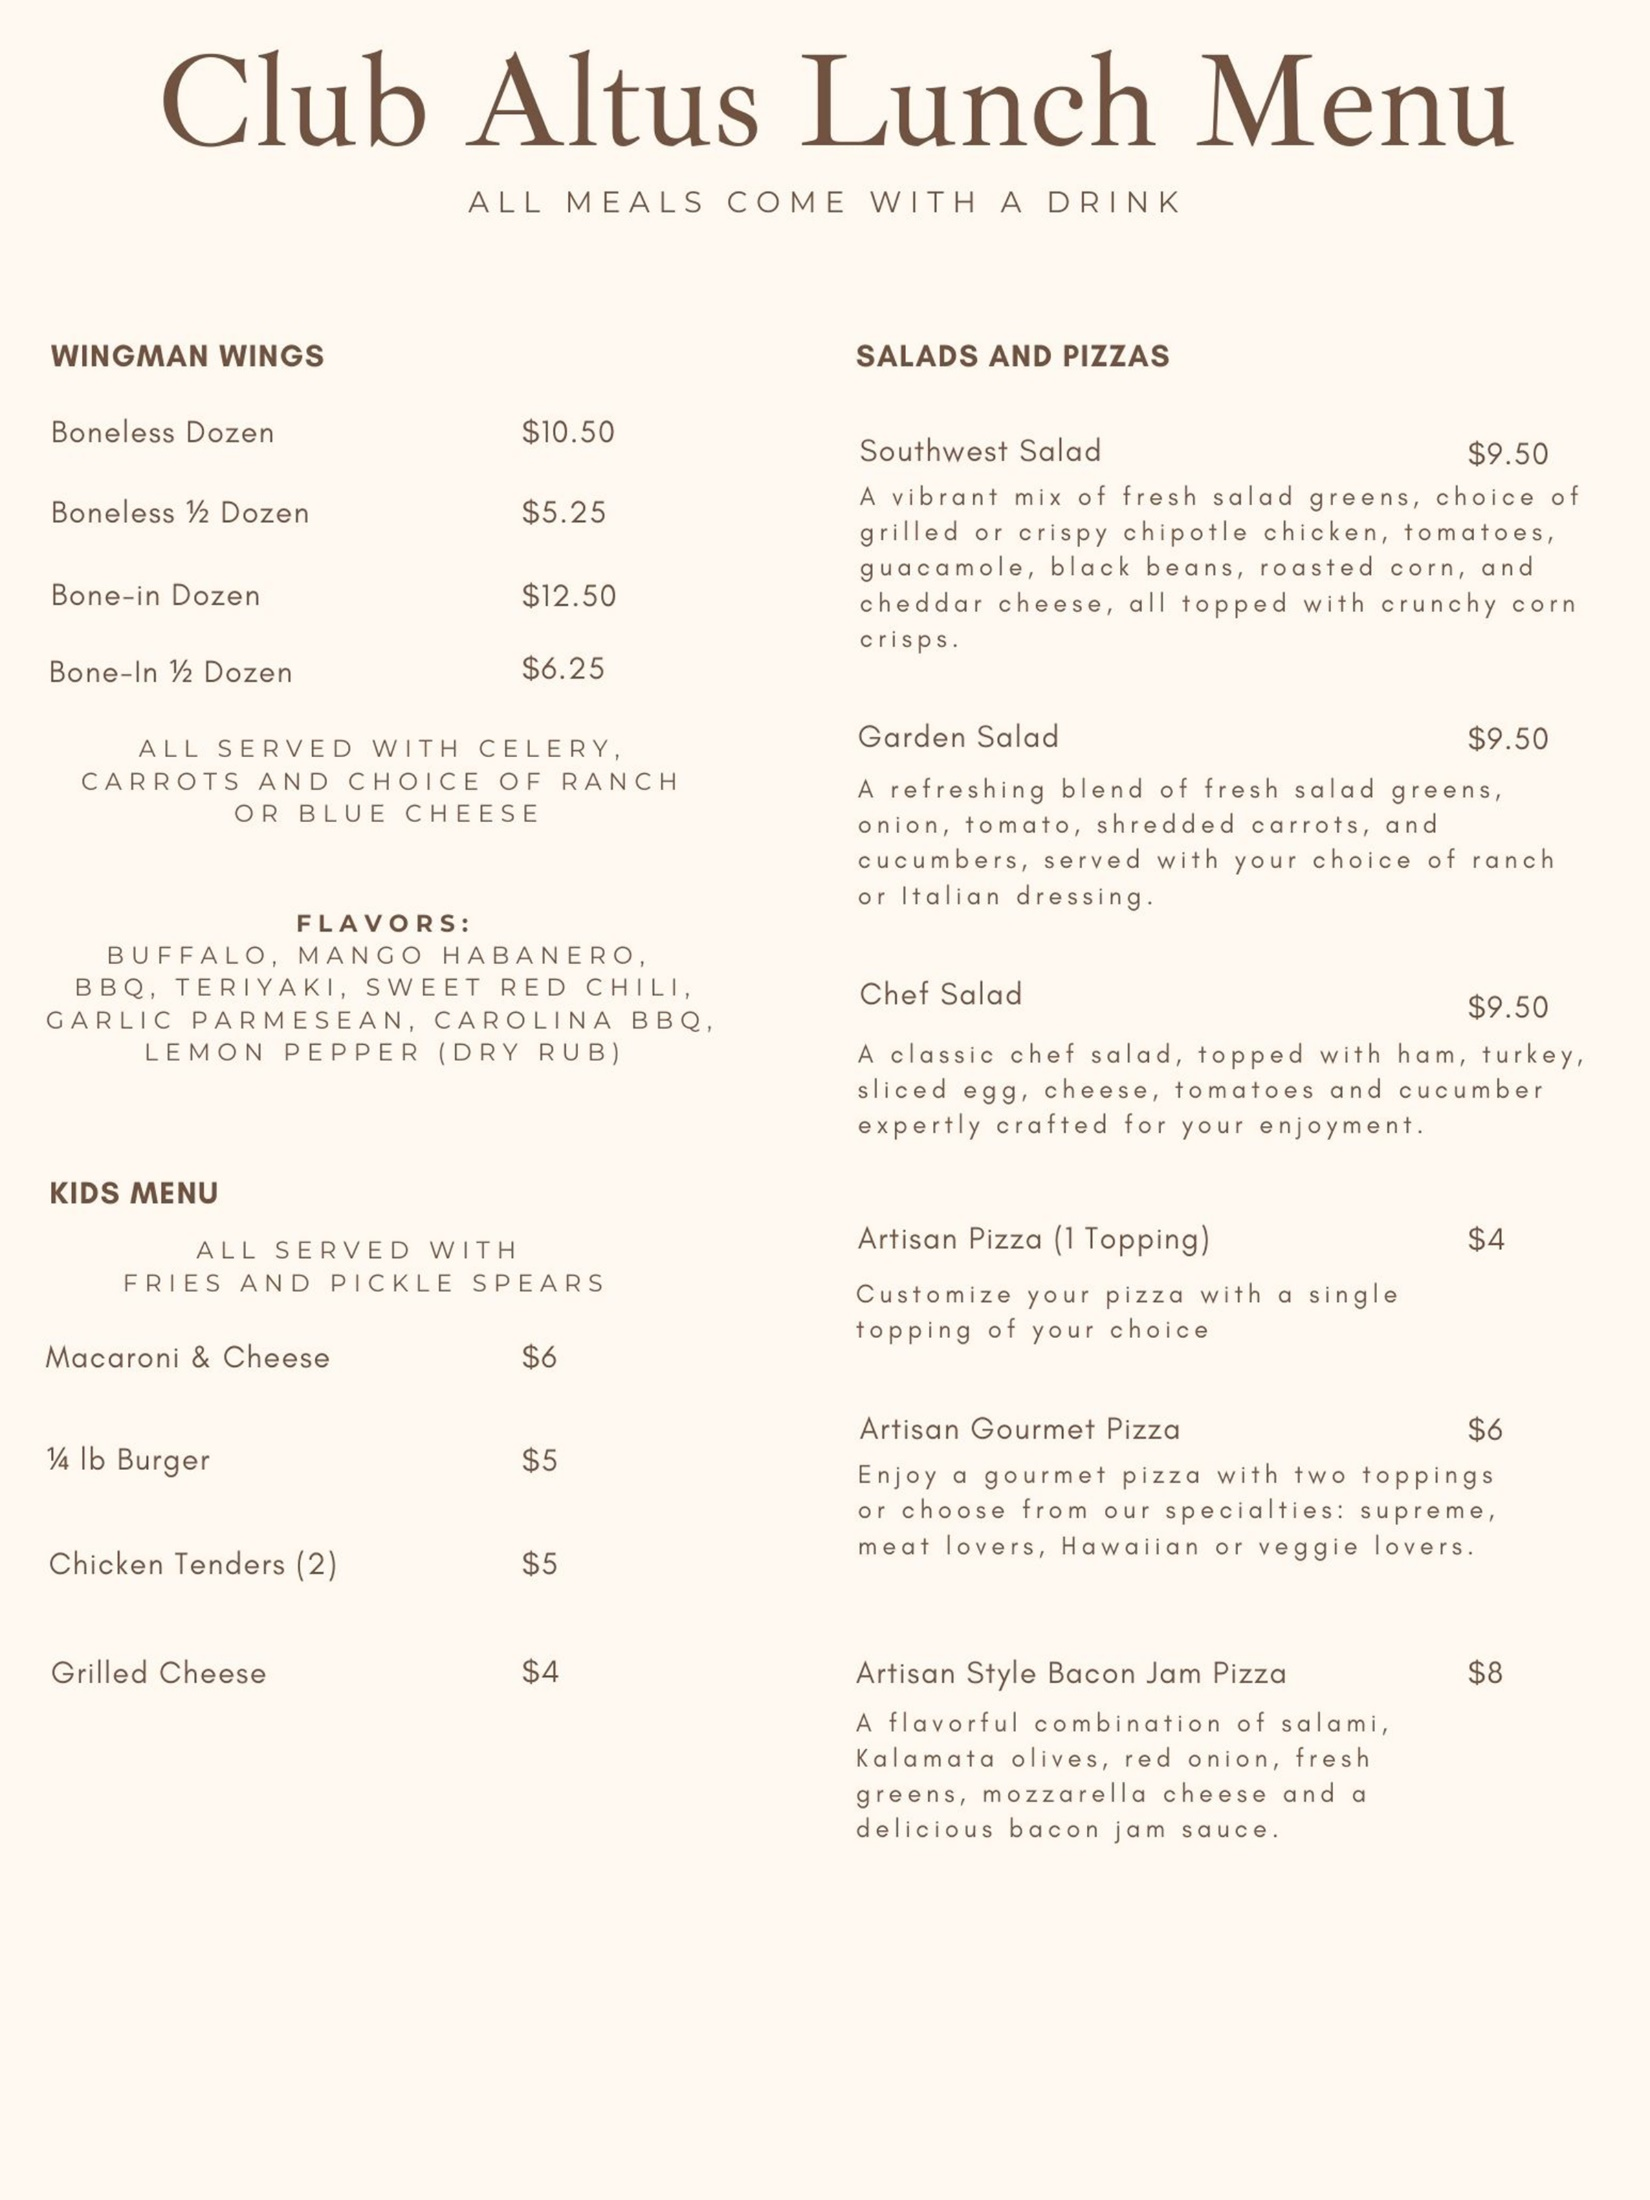 Club Altus Lunch Menu
ALL MEALS COME WITH A DRINK
WINGMAN WINGS
Boneless Dozen $10.50
Boneless ½ Dozen $5.25
Bone-in Dozen $12.50
Bone-In ½ Dozen $6.25
ALL SERVED WITH CELERY,
CARROTS AND CHOICE OF RANCH
OR BLUE CHEESE
FLAVORS:
BUFFALO, MANGO HABANERO,
BBQ, TERIYAKI, SWEET RED CHILI,
GARLIC PARMESEAN, CAROLINA BBQ,
LEMON PEPPER (DRY RUB)
KIDS MENU
ALL SERVED WITH
FRIES AND PICKLE SPEARS
Macaroni & Cheese $6
¼ lb Burger $5
Chicken Tenders (2) $5
Grilled Cheese $4
SALADS AND PIZZAS
Southwest Salad $9.50
A vibrant mix of fresh salad greens, choice of
grilled or crispy chipotle chicken, tomatoes,
guacamole, black beans, roasted corn, and
cheddar cheese, all topped with crunchy corn
crisps.
Garden Salad $9.50
A refreshing blend of fresh salad greens,
onion, tomato, shredded carrots, and
cucumbers, served with your choice of ranch
or Italian dressing.
Chef Salad $9.50
A classic chef salad, topped with ham, turkey,
sliced egg, cheese, tomatoes and cucumber
expertly crafted for your enjoyment.
Artisan Pizza (1 Topping) $4
Customize your pizza with a single
topping of your choice
Artisan Gourmet Pizza $6
Enjoy a gourmet pizza with two toppings
or choose from our specialties: supreme,
meat lovers, Hawaiian or veggie lovers.
Artisan Style Bacon Jam Pizza $8
A flavorful combination of salami,
Kalamata olives, red onion, fresh
greens, mozzarella cheese and a
delicious bacon jam sauce.